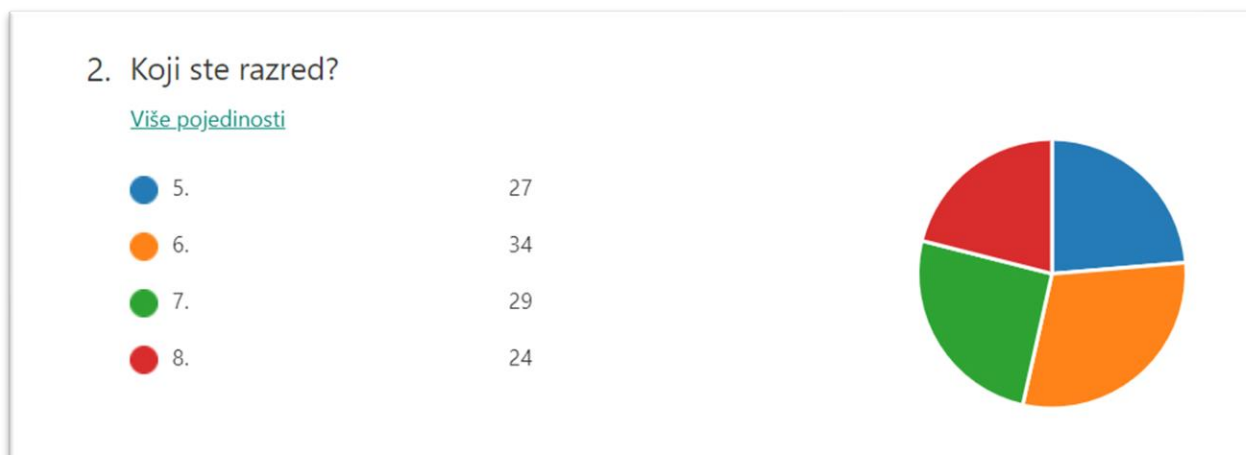 2. Koji ste razred?
Više pojedinosti
5. 27
6. 34
7. 29
8. 24